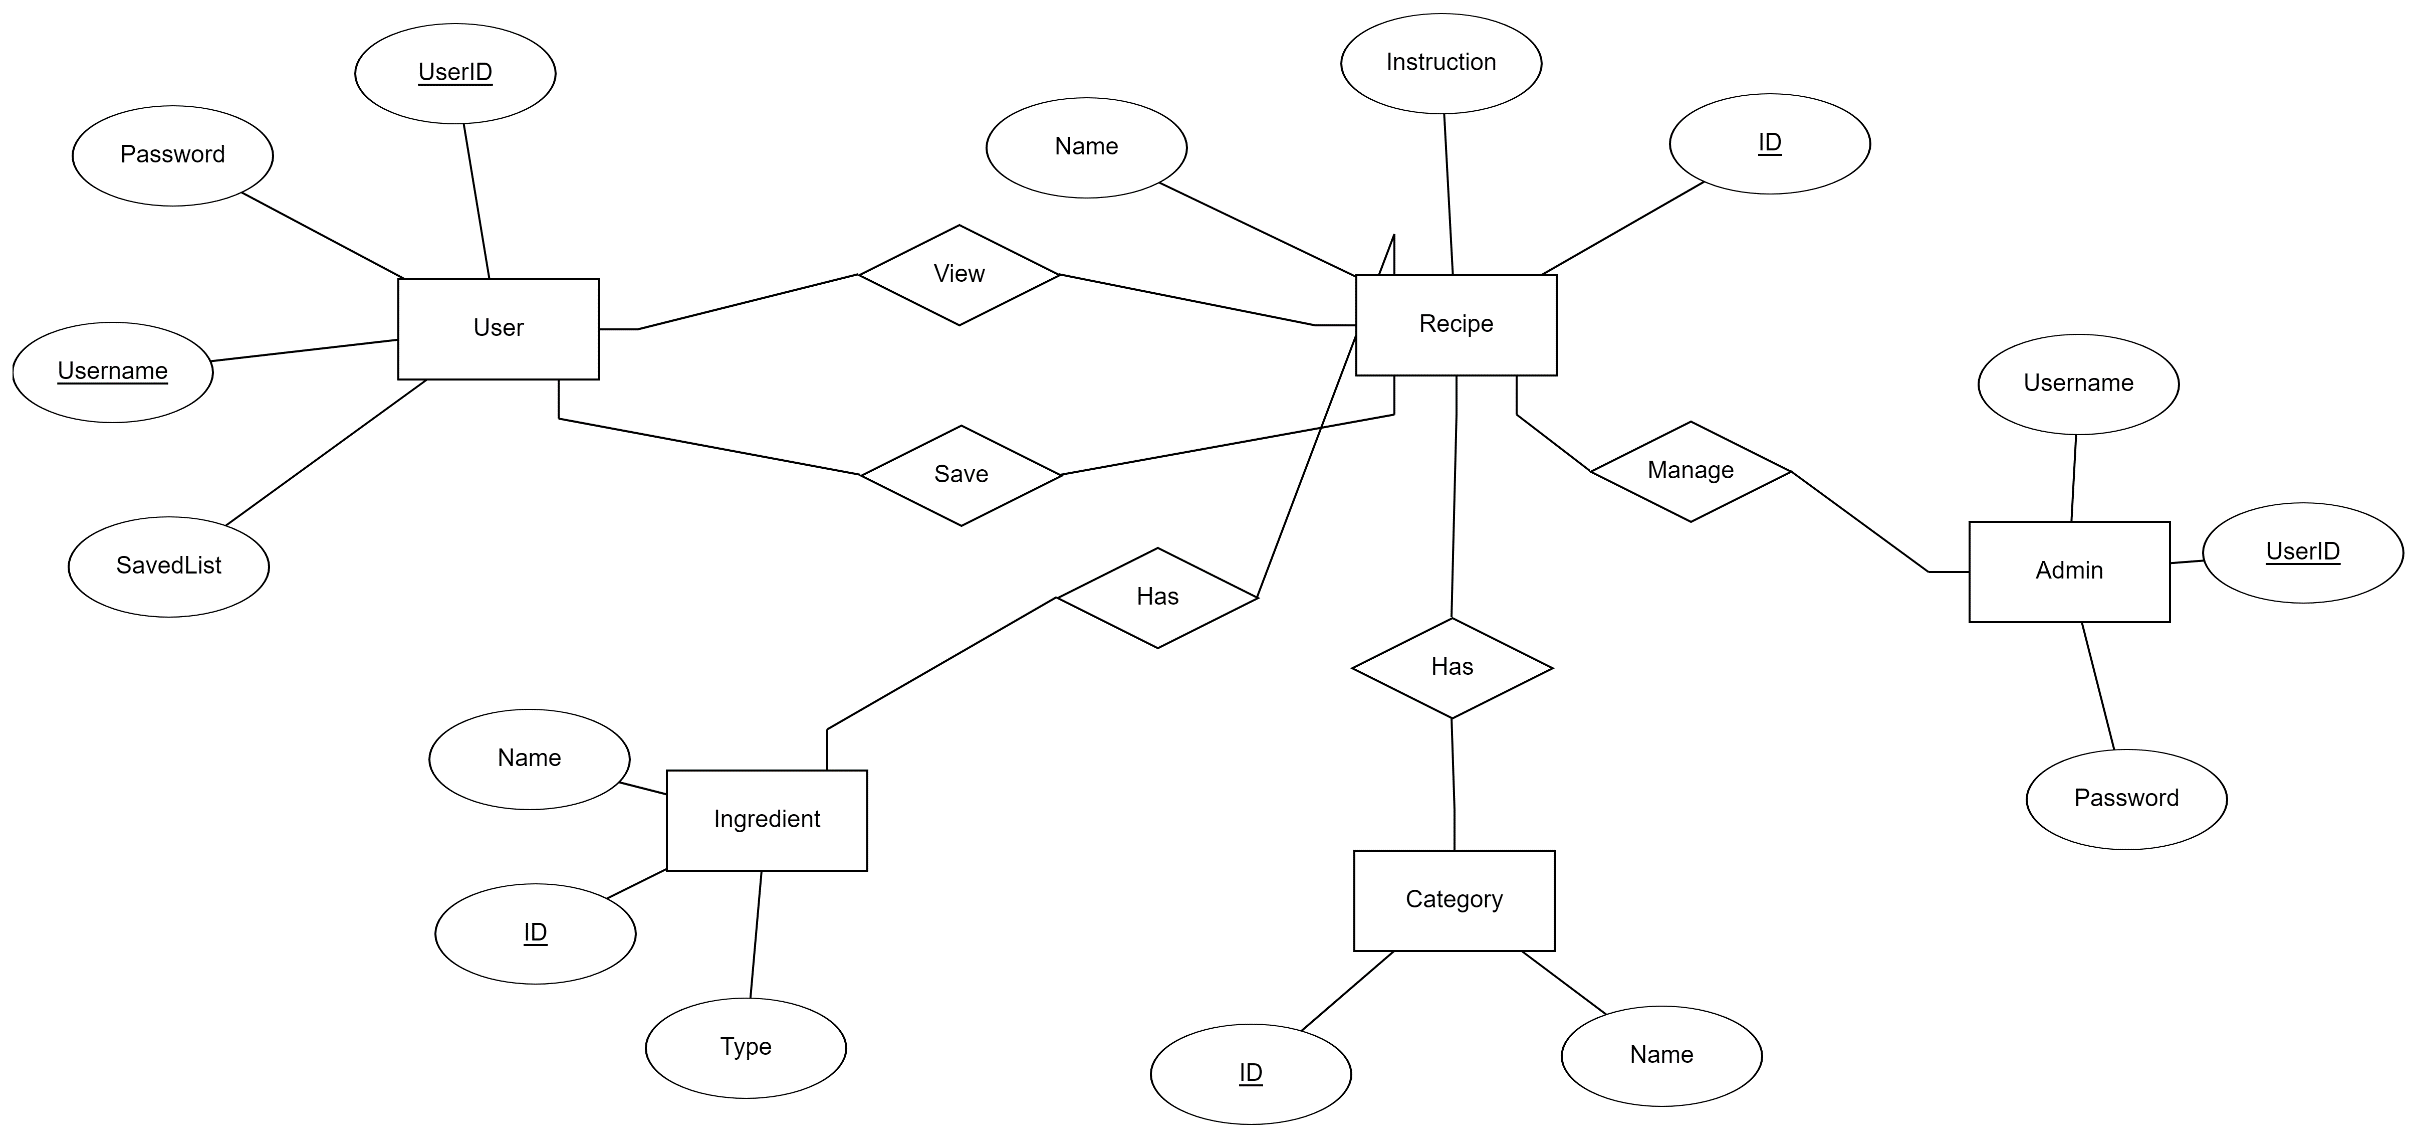 Instruction
UserID
Name
ID
Password
View
User
Recipe
Username
Username
Save
Manage
SavedList
UserID
Has
Admin
Has
Name
Ingredient
Password
Category
ID
Type
ID
Name